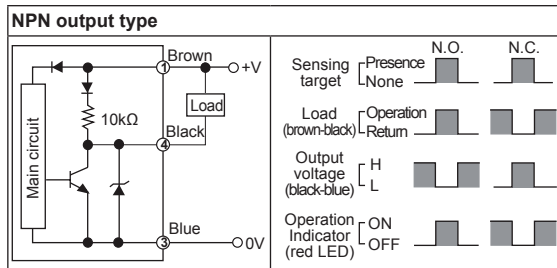 NPN output type
Brown
1
+V
Load
10kΩ
Black
4
Main circuit
Blue
3
0V
N.O. N.C.
Sensing target
Presence
None
Load
(brown-black)
Operation
Return
Output voltage
(black-blue)
H
L
Operation
Indicator
(red LED)
ON
OFF